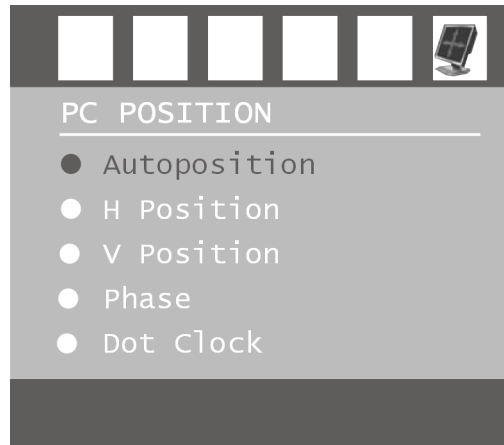 PC POSITION
Autoposition
H Position
V Position
Phase
Dot Clock